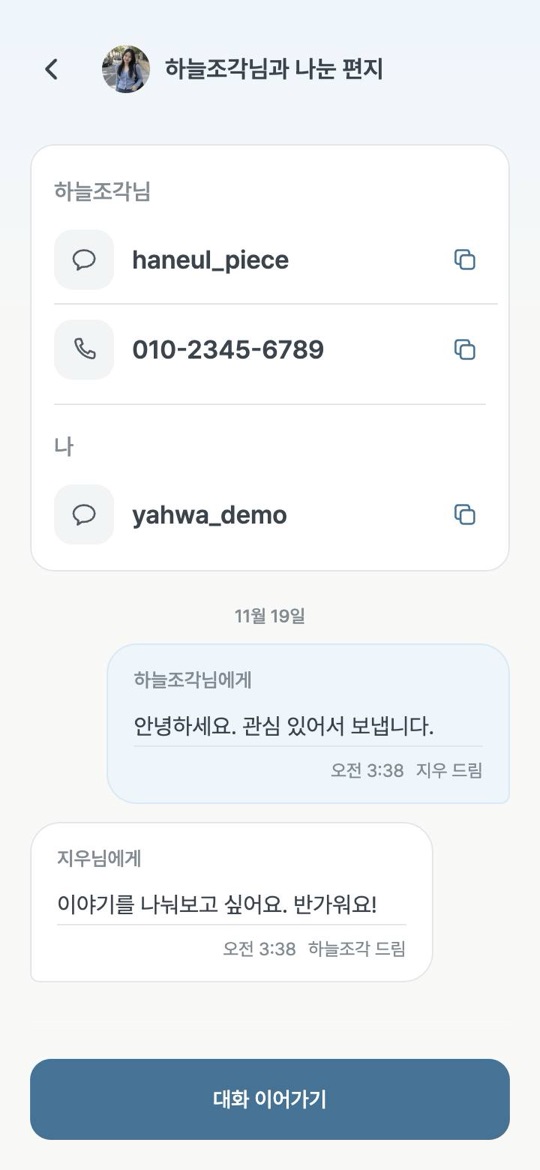 하늘조각님과 나눈 편지
하늘조각님
haneul_piece
010-2345-6789
나
yahwa_demo
11월 19일
하늘조각님에게
안녕하세요. 관심 있어서 보냅니다.
오전 3:38 지우 드림
지우님에게
이야기를 나눠보고 싶어요. 반가워요!
오전 3:38 하늘조각 드림
대화 이어가기